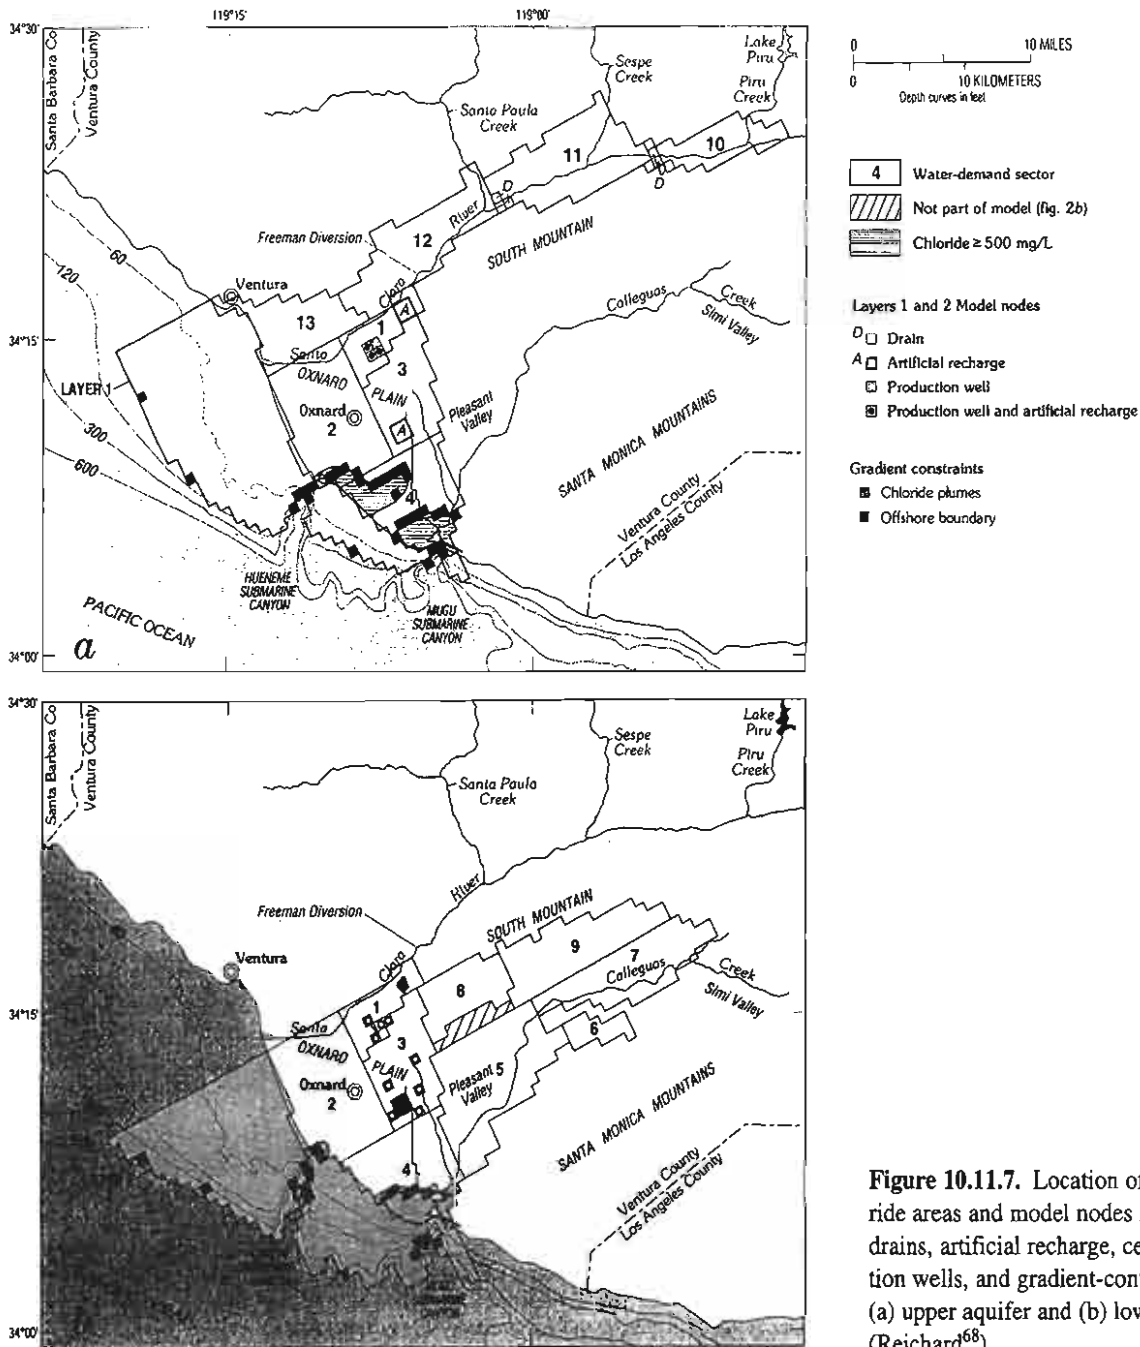 119°15'
119°00'
34°30'
Santa Barbara Co
Ventura County
Lake
Piru
Sespe
Creek
Piru
Creek
Santa Paula
Creek
11
10
D
D
River
Freeman Diversion
12
SOUTH MOUNTAIN
60
120
Ventura
Clara
A
Calleguas
Creek
Simi Valley
13
1
34°15'
Santa
3
LAYER 1
OXNARD
PLAIN
Oxnard
2
A
Pleasant
Valley
300
600
4
SANTA MONICA MOUNTAINS
Ventura County
Los Angeles County
HUENEME
SUBMARINE
CANYON
MUGU
SUBMARINE
CANYON
PACIFIC OCEAN
a
34°00'
0 10 MILES
0 10 KILOMETERS
Depth curves in feet
4 Water-demand sector
Not part of model (fig. 2b)
Chloride ≥ 500 mg/L
Layers 1 and 2 Model nodes
D Drain
A Artificial recharge
Production well
Production well and artificial recharge
Gradient constraints
Chloride plumes
Offshore boundary
34°30'
Santa Barbara Co
Ventura County
Lake
Piru
Sespe
Creek
Piru
Creek
Santa Paula
Creek
River
Freeman Diversion
SOUTH MOUNTAIN
9
7
Ventura
Clara
8
Calleguas
Creek
Simi Valley
1
34°15'
Santa
6
OXNARD
3
PLAIN
Oxnard
2
Pleasant 5
Valley
SANTA MONICA MOUNTAINS
4
Ventura County
Los Angeles County
34°00'
Figure 10.11.7. Location of
ride areas and model nodes
drains, artificial recharge, ce
tion wells, and gradient-con
(a) upper aquifer and (b) low
(Reichard68)